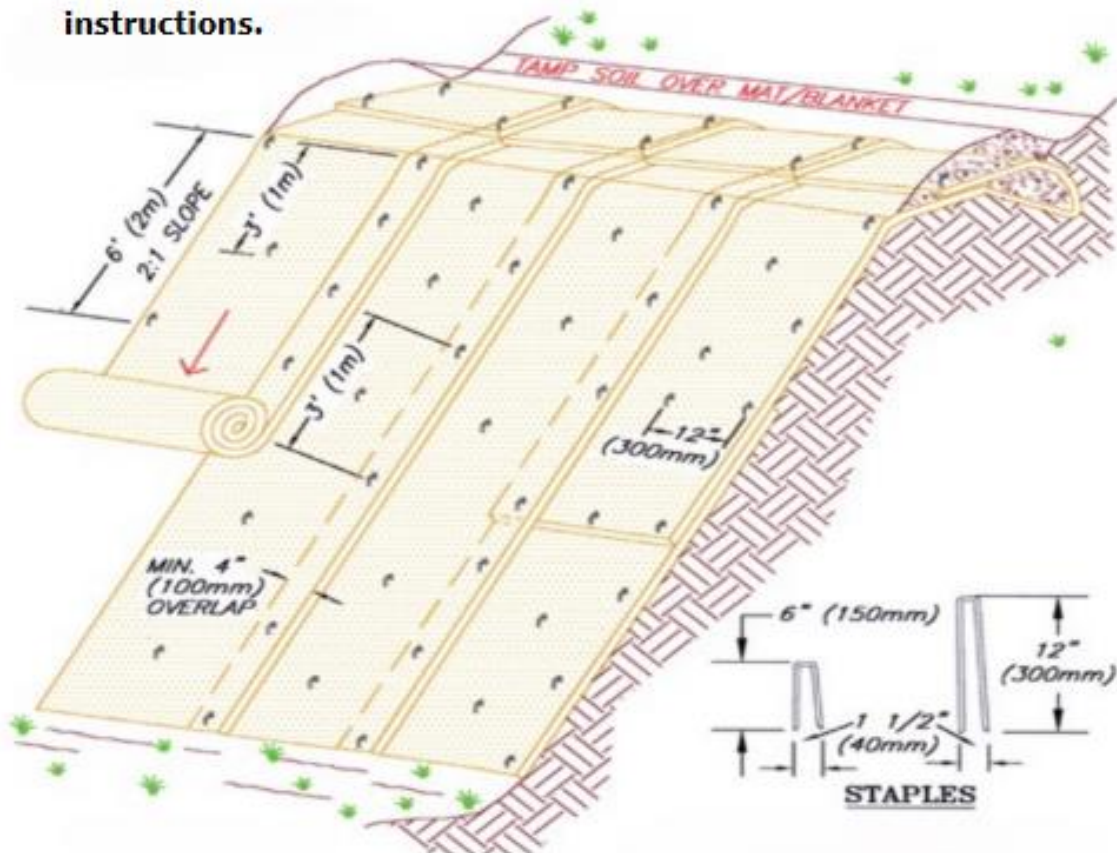 instructions.
TAMP SOIL OVER MAT/BLANKET
6' (2m)
2:1 SLOPE
3' (1m)
3' (1m)
12"
(300mm)
MIN. 4"
(100mm)
OVERLAP
6" (150mm)
12"
(300mm)
1 1/2"
(40mm)
STAPLES